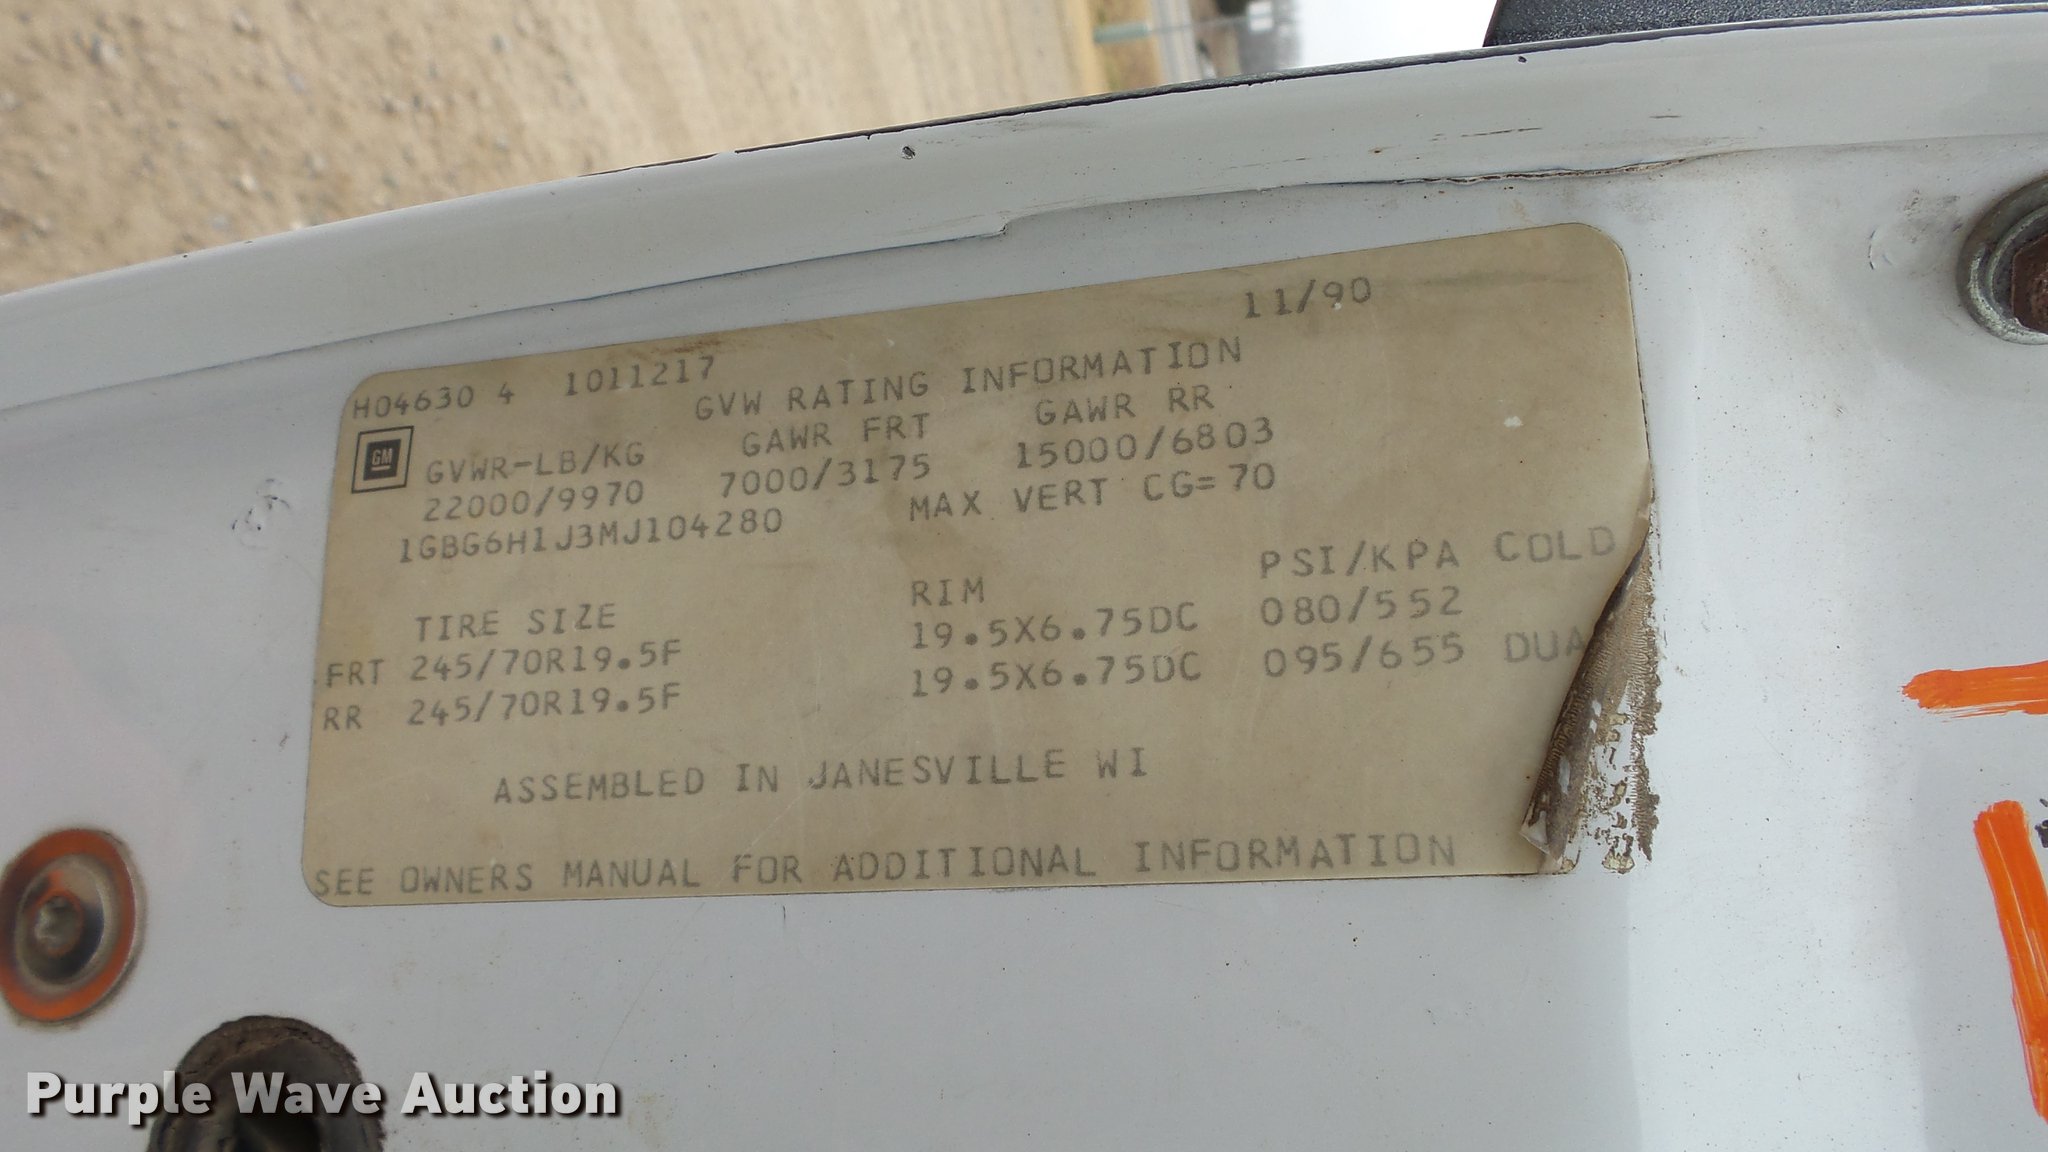 11/90
H04630 4 1011217
GVW RATING INFORMATION
GM GVWR-LB/KG GAWR FRT GAWR RR
22000/9970 7000/3175 15000/6803
1GBG6H1J3MJ104280 MAX VERT CG=70
TIRE SIZE RIM PSI/KPA COLD
FRT 245/70R19.5F 19.5X6.75DC 080/552
RR 245/70R19.5F 19.5X6.75DC 095/655 DUA
ASSEMBLED IN JANESVILLE WI
SEE OWNERS MANUAL FOR ADDITIONAL INFORMATION
Purple Wave Auction